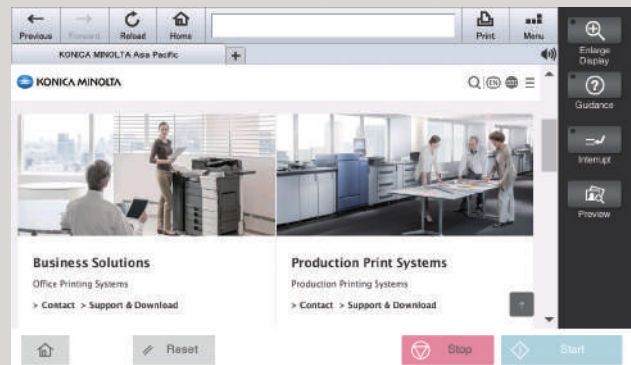 Previous Forward Reload Home Print Menu
KONICA MINOLTA Asia Pacific +
KONICA MINOLTA EN
Business Solutions
Office Printing Systems
> Contact > Support & Download
Production Print Systems
Production Printing Systems
> Contact > Support & Download
Enlarge
Display
Guidance
Interrupt
Preview
Reset Stop Start